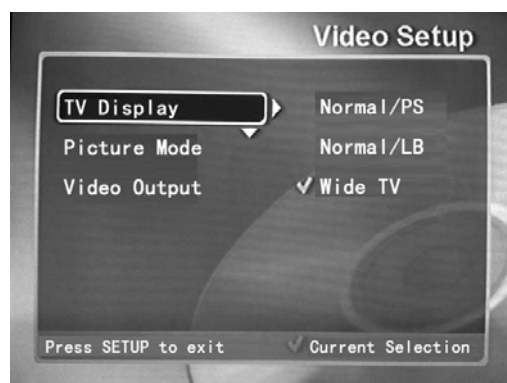 Video Setup
TV Display Normal/PS
Picture Mode Normal/LB
Video Output Wide TV
Press SETUP to exit Current Selection